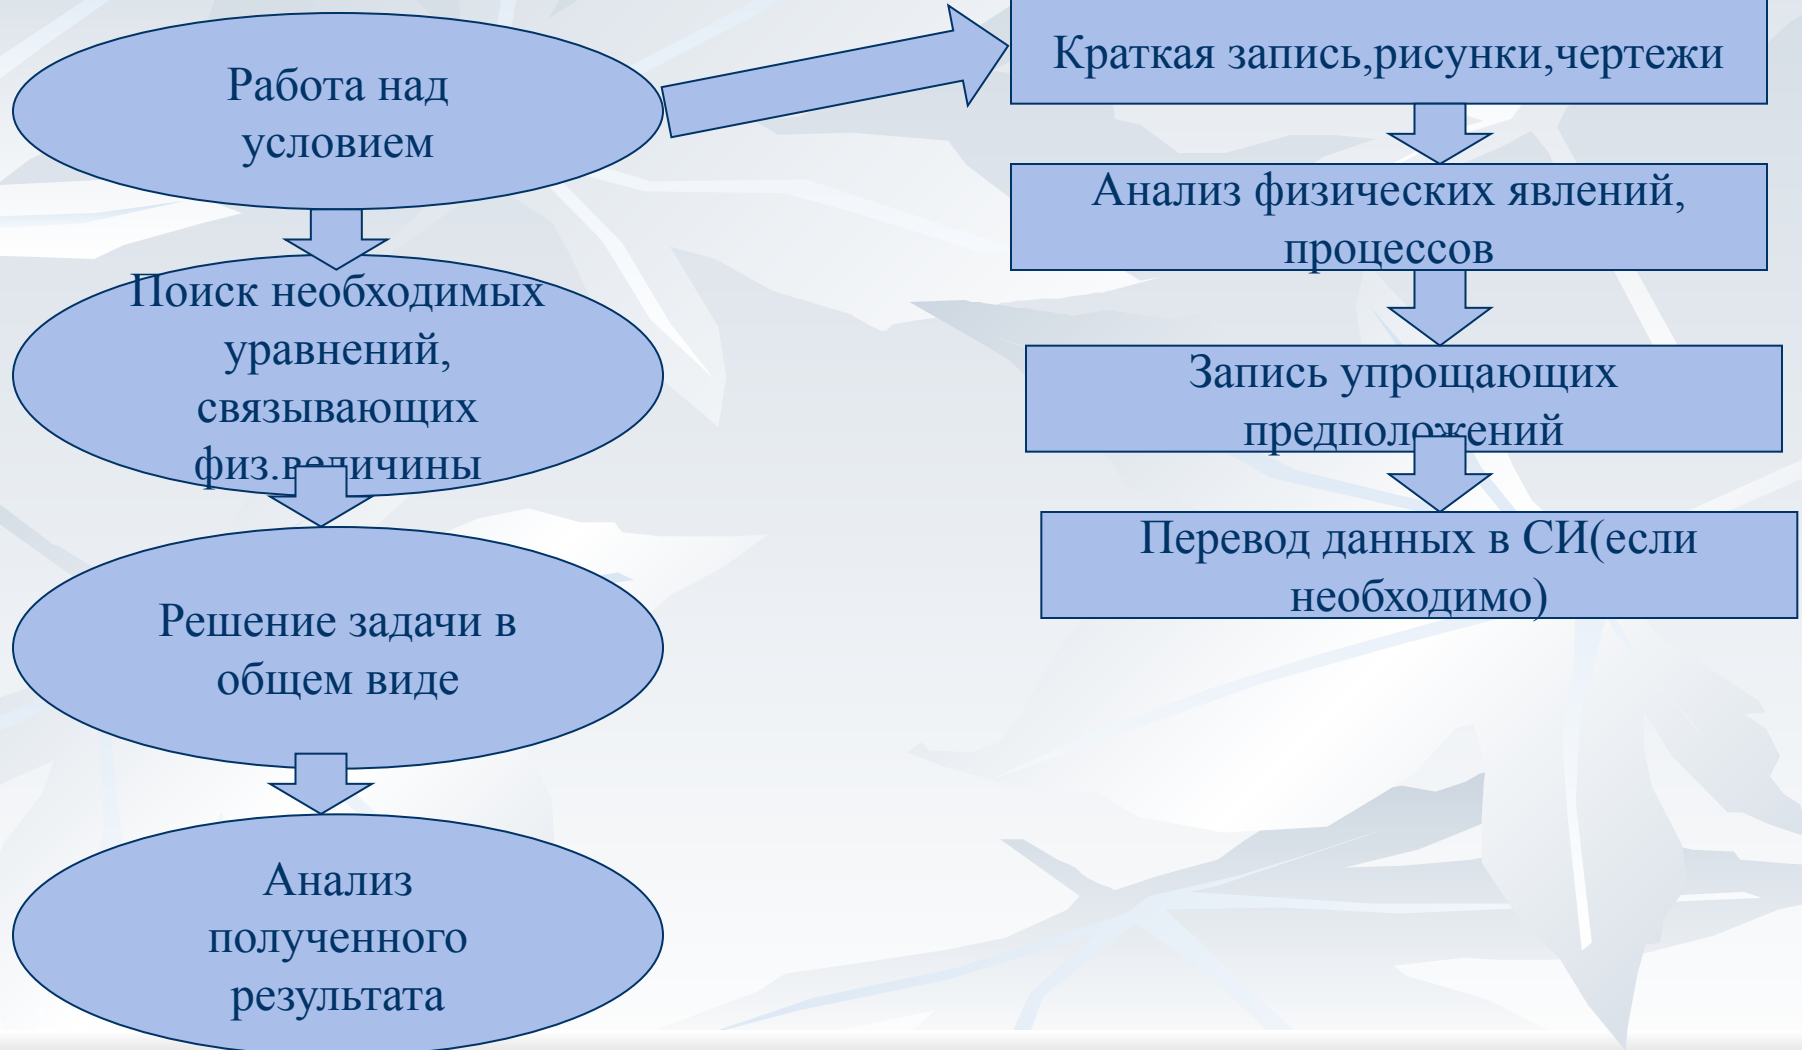 Работа над
условием
Поиск необходимых
уравнений,
связывающих
физ.величины
Решение задачи в
общем виде
Анализ
полученного
результата
Краткая запись,рисунки,чертежи
Анализ физических явлений,
процессов
Запись упрощающих
предположений
Перевод данных в СИ(если
необходимо)